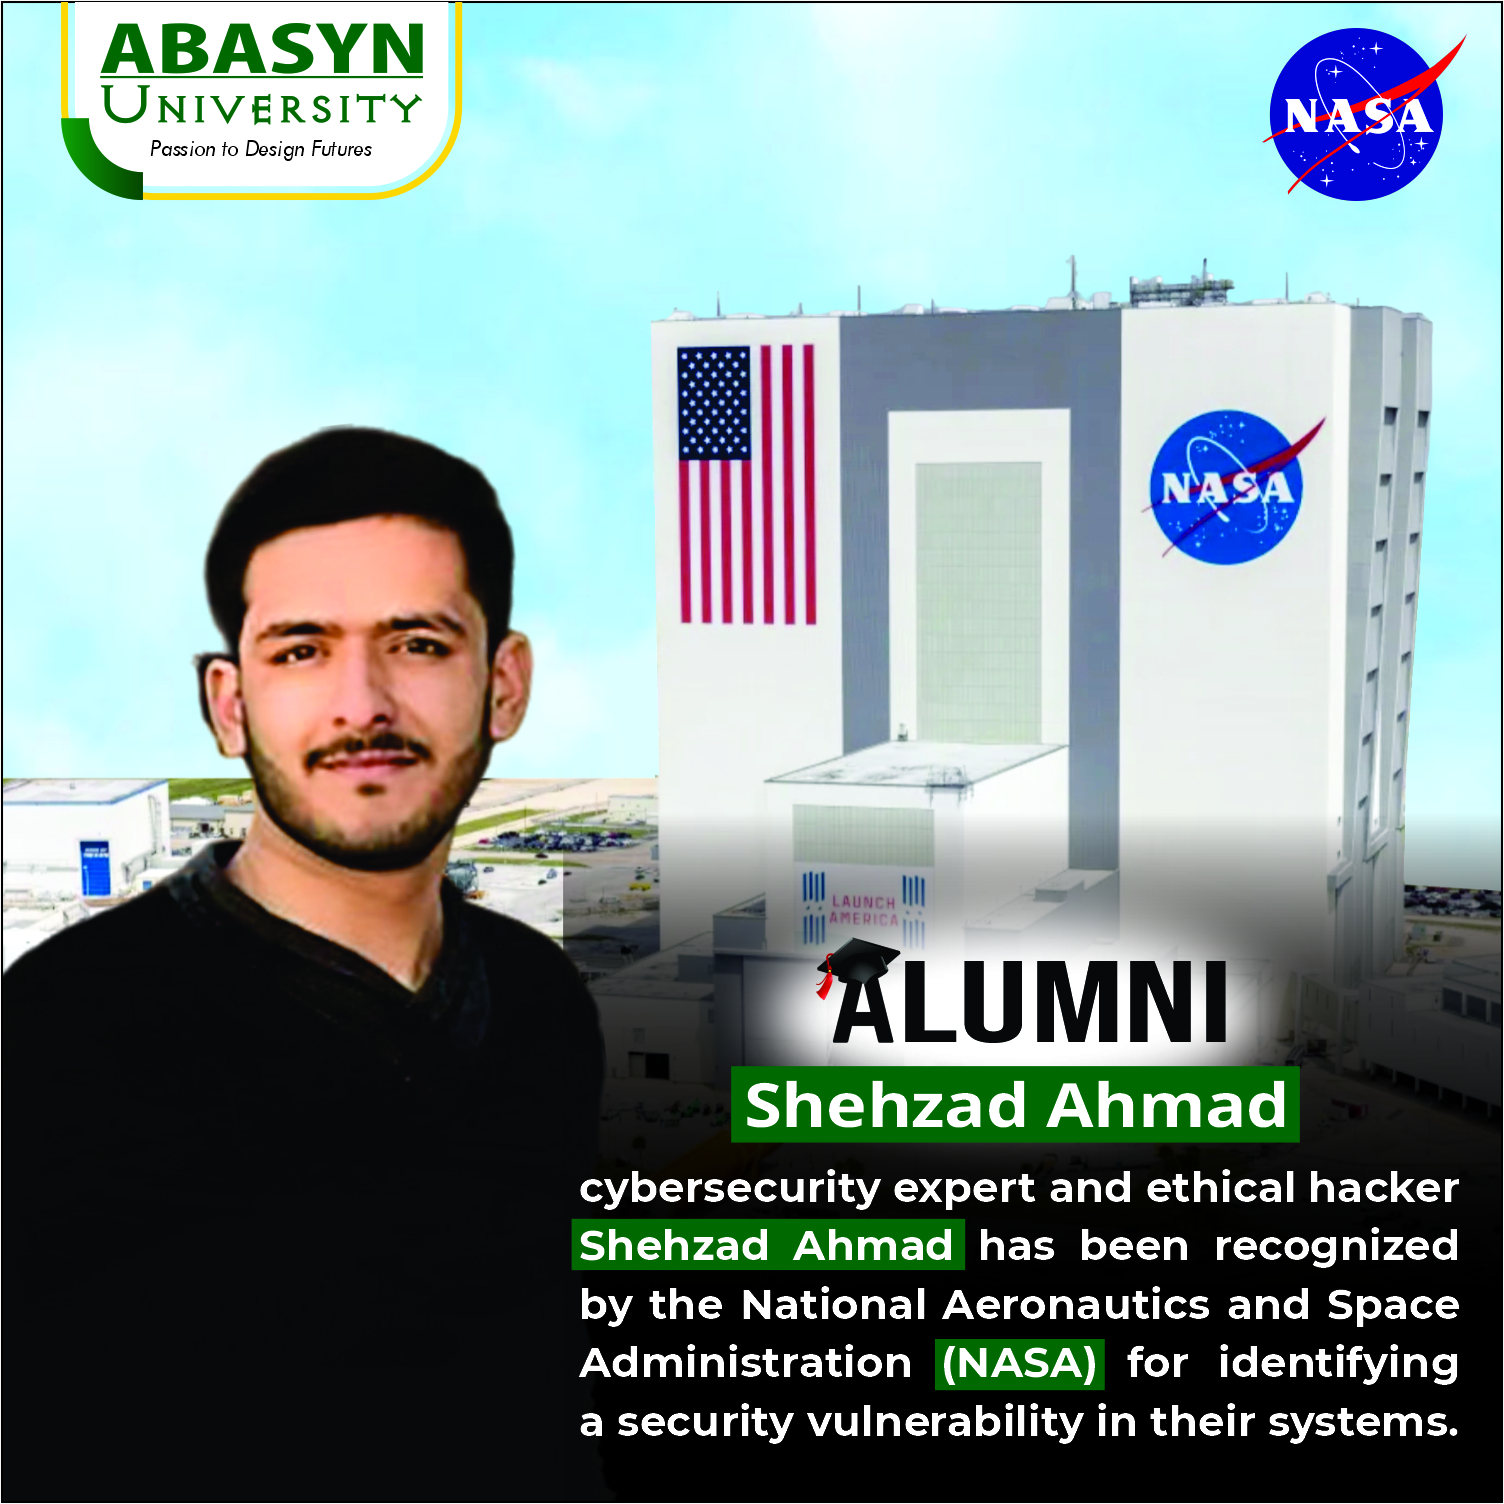 ABASYN
UNIVERSITY
Passion to Design Futures
NASA
NASA
LAUNCH
AMERICA
ALUMNI
Shehzad Ahmad
cybersecurity expert and ethical hacker
Shehzad Ahmad has been recognized
by the National Aeronautics and Space
Administration (NASA) for identifying
a security vulnerability in their systems.